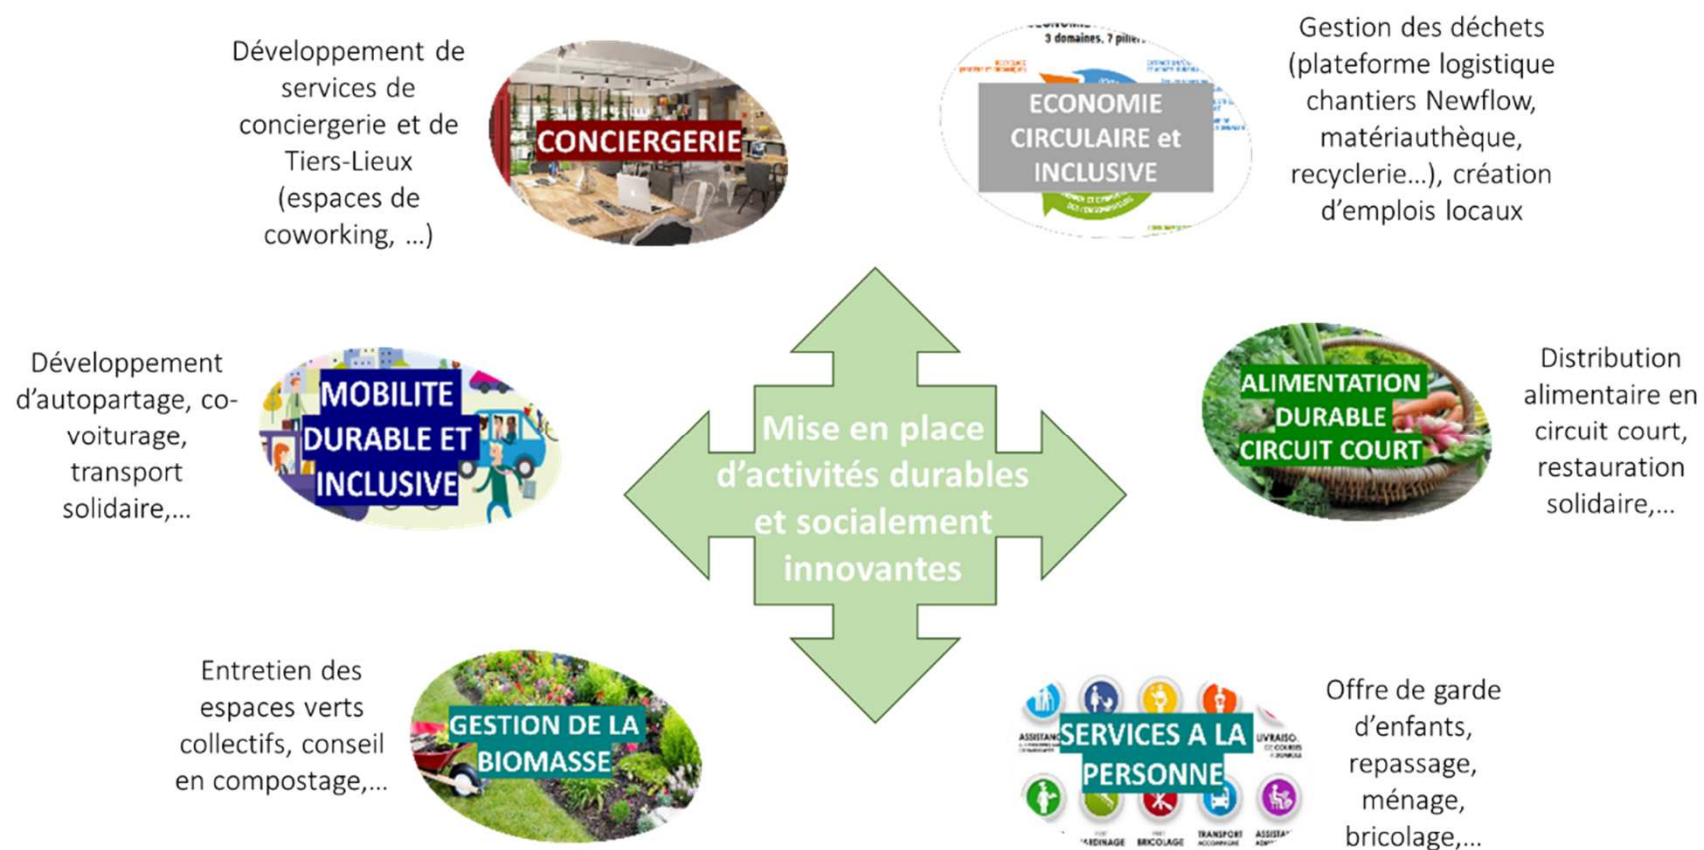 Développement de
services de
conciergerie et de
Tiers-Lieux
(espaces de
coworking, ...)
CONCIERGERIE
3 domaines, 7 piliers
ECONOMIE
CIRCULAIRE et
INCLUSIVE
Gestion des déchets
(plateforme logistique
chantiers Newflow,
matériauthèque,
recyclerie...), création
d’emplois locaux
Développement
d’autopartage, co-
voiturage,
transport
solidaire,...
MOBILITE
DURABLE ET
INCLUSIVE
Mise en place
d’activités durables
et socialement
innovantes
ALIMENTATION
DURABLE
CIRCUIT COURT
Distribution
alimentaire en
circuit court,
restauration
solidaire,...
Entretien des
espaces verts
collectifs, conseil
en compostage,...
GESTION DE LA
BIOMASSE
SERVICES A LA
PERSONNE
BRICOLAGE
TRANSPORT
Offre de garde
d’enfants,
repassage,
ménage,
bricolage,...